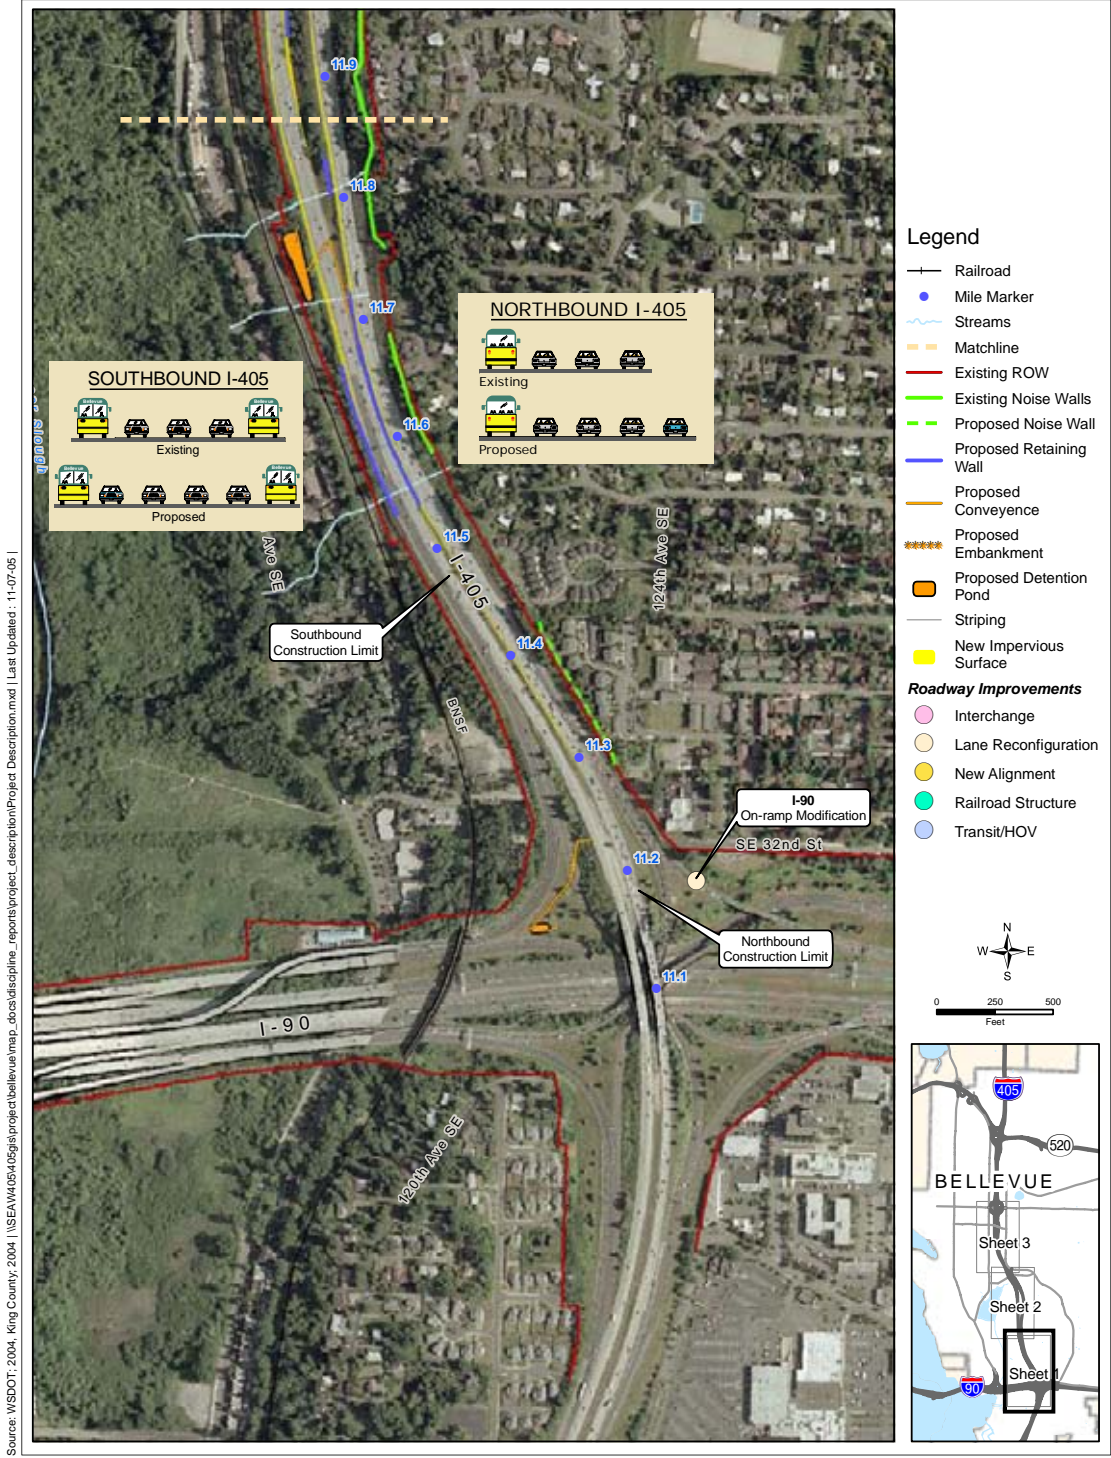 11.9
11.8
11.7
NORTHBOUND I-405
Existing
Proposed
SOUTHBOUND I-405
Bellevue
Bellevue
Existing
Bellevue
Bellevue
Proposed
Slough
11.6
11.5
Ave SE
I-405
124th Ave SE
Southbound
Construction Limit
11.4
BNSF
11.3
I-90
On-ramp Modification
SE 32nd St
11.2
Northbound
Construction Limit
11.1
I-90
120th Ave SE
Legend
Railroad
Mile Marker
Streams
Matchline
Existing ROW
Existing Noise Walls
Proposed Noise Wall
Proposed Retaining
Wall
Proposed
Conveyence
Proposed
Embankment
Proposed Detention
Pond
Striping
New Impervious
Surface
Roadway Improvements
Interchange
Lane Reconfiguration
New Alignment
Railroad Structure
Transit/HOV
N
W E
S
0 250 500
Feet
405
520
BELLEVUE
Sheet 3
Sheet 2
Sheet 1
90
Source: WSDOT; 2004, King County; 2004 | \\SEAW405\405gis\project\bellevue\map_docs\discipline_reports\project_description\Project Description.mxd | Last Updated : 11-07-05 |